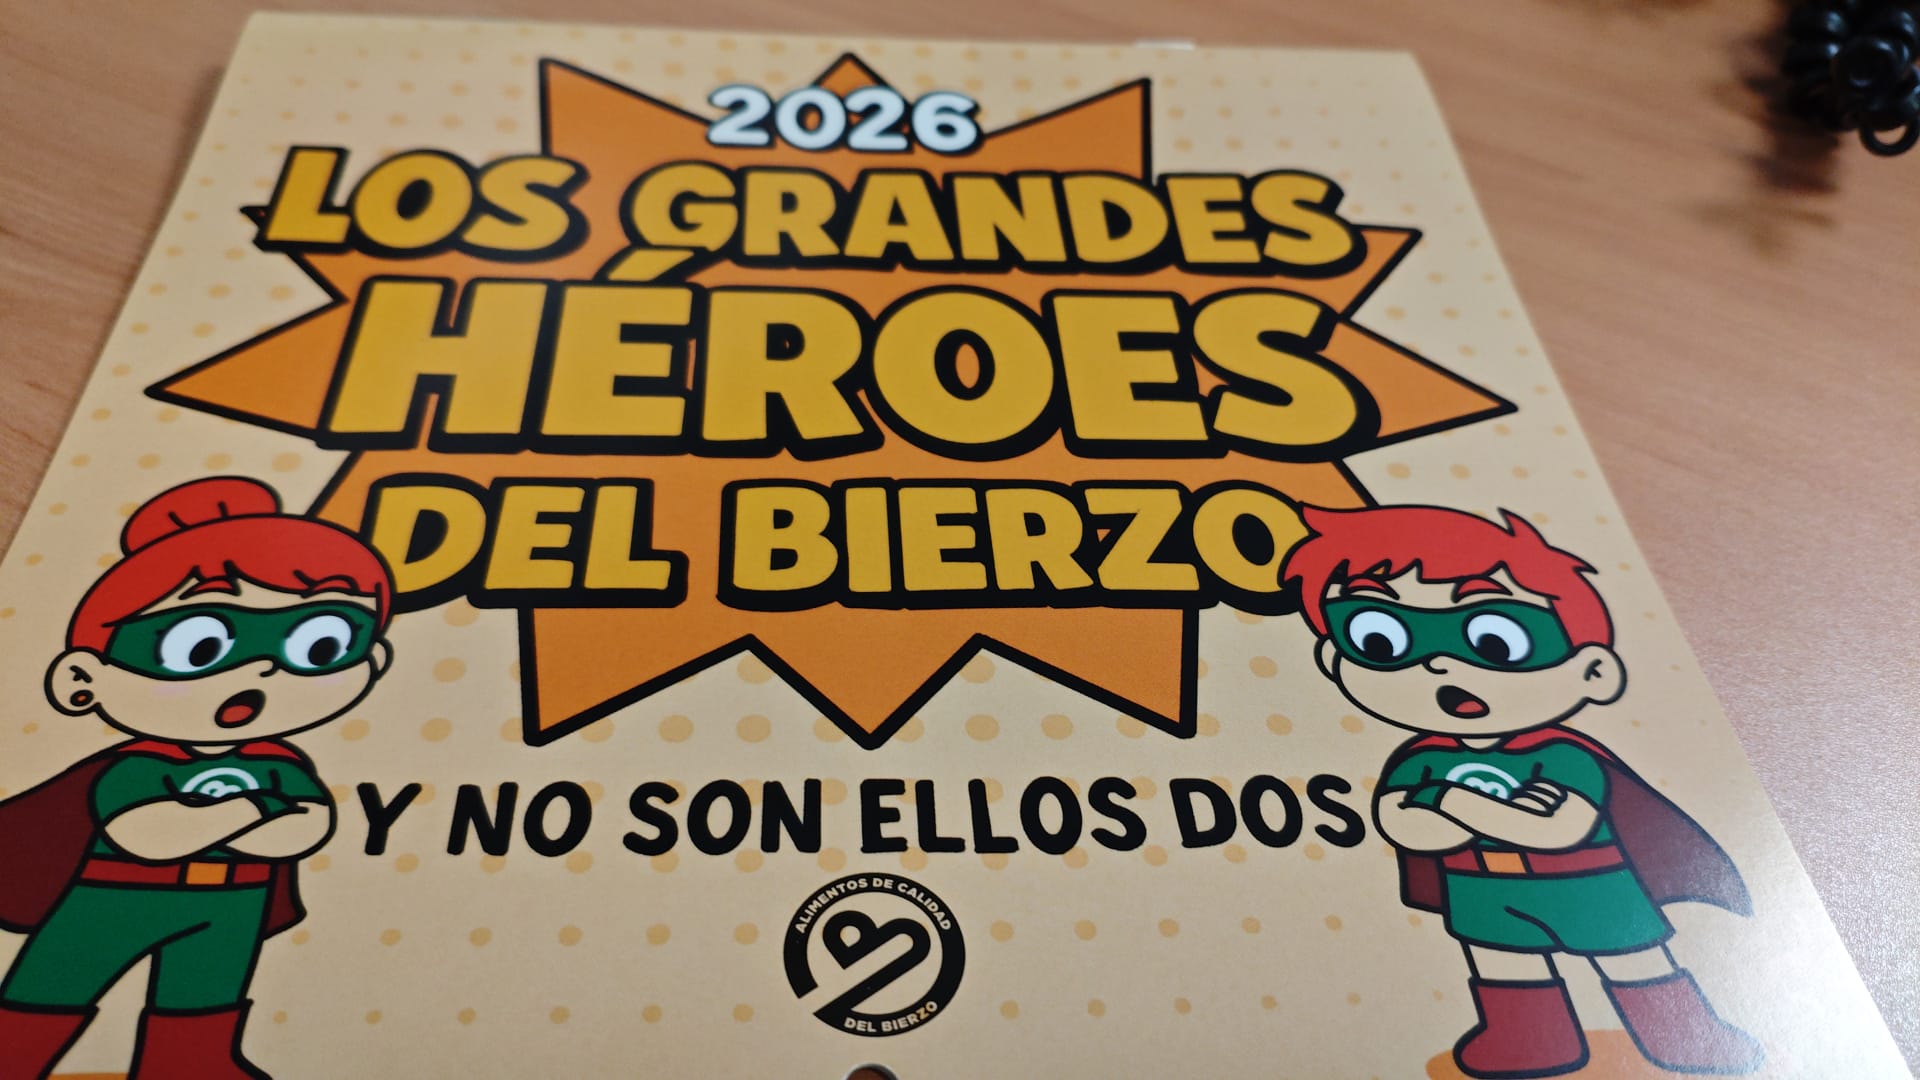 2026
LOS GRANDES
HÉROES
DEL BIERZO
Y NO SON ELLOS DOS
ALIMENTOS DE CALIDAD
DEL BIERZO